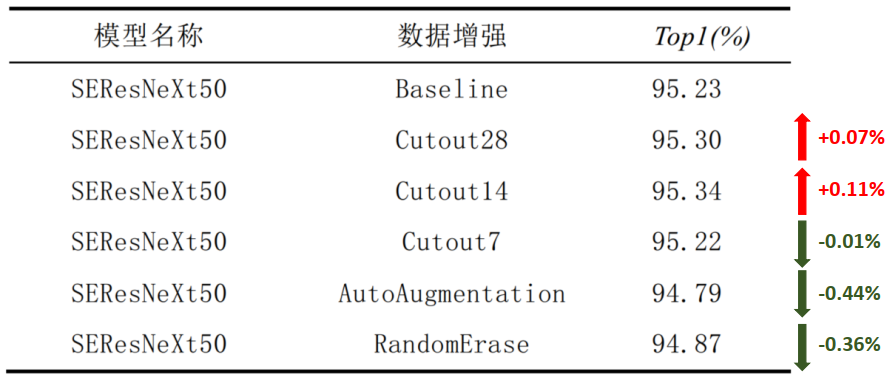 模型名称 数据增强 Top1(%)
SEResNeXt50 Baseline 95.23
SEResNeXt50 Cutout28 95.30 +0.07%
SEResNeXt50 Cutout14 95.34 +0.11%
SEResNeXt50 Cutout7 95.22 -0.01%
SEResNeXt50 AutoAugmentation 94.79 -0.44%
SEResNeXt50 RandomErase 94.87 -0.36%